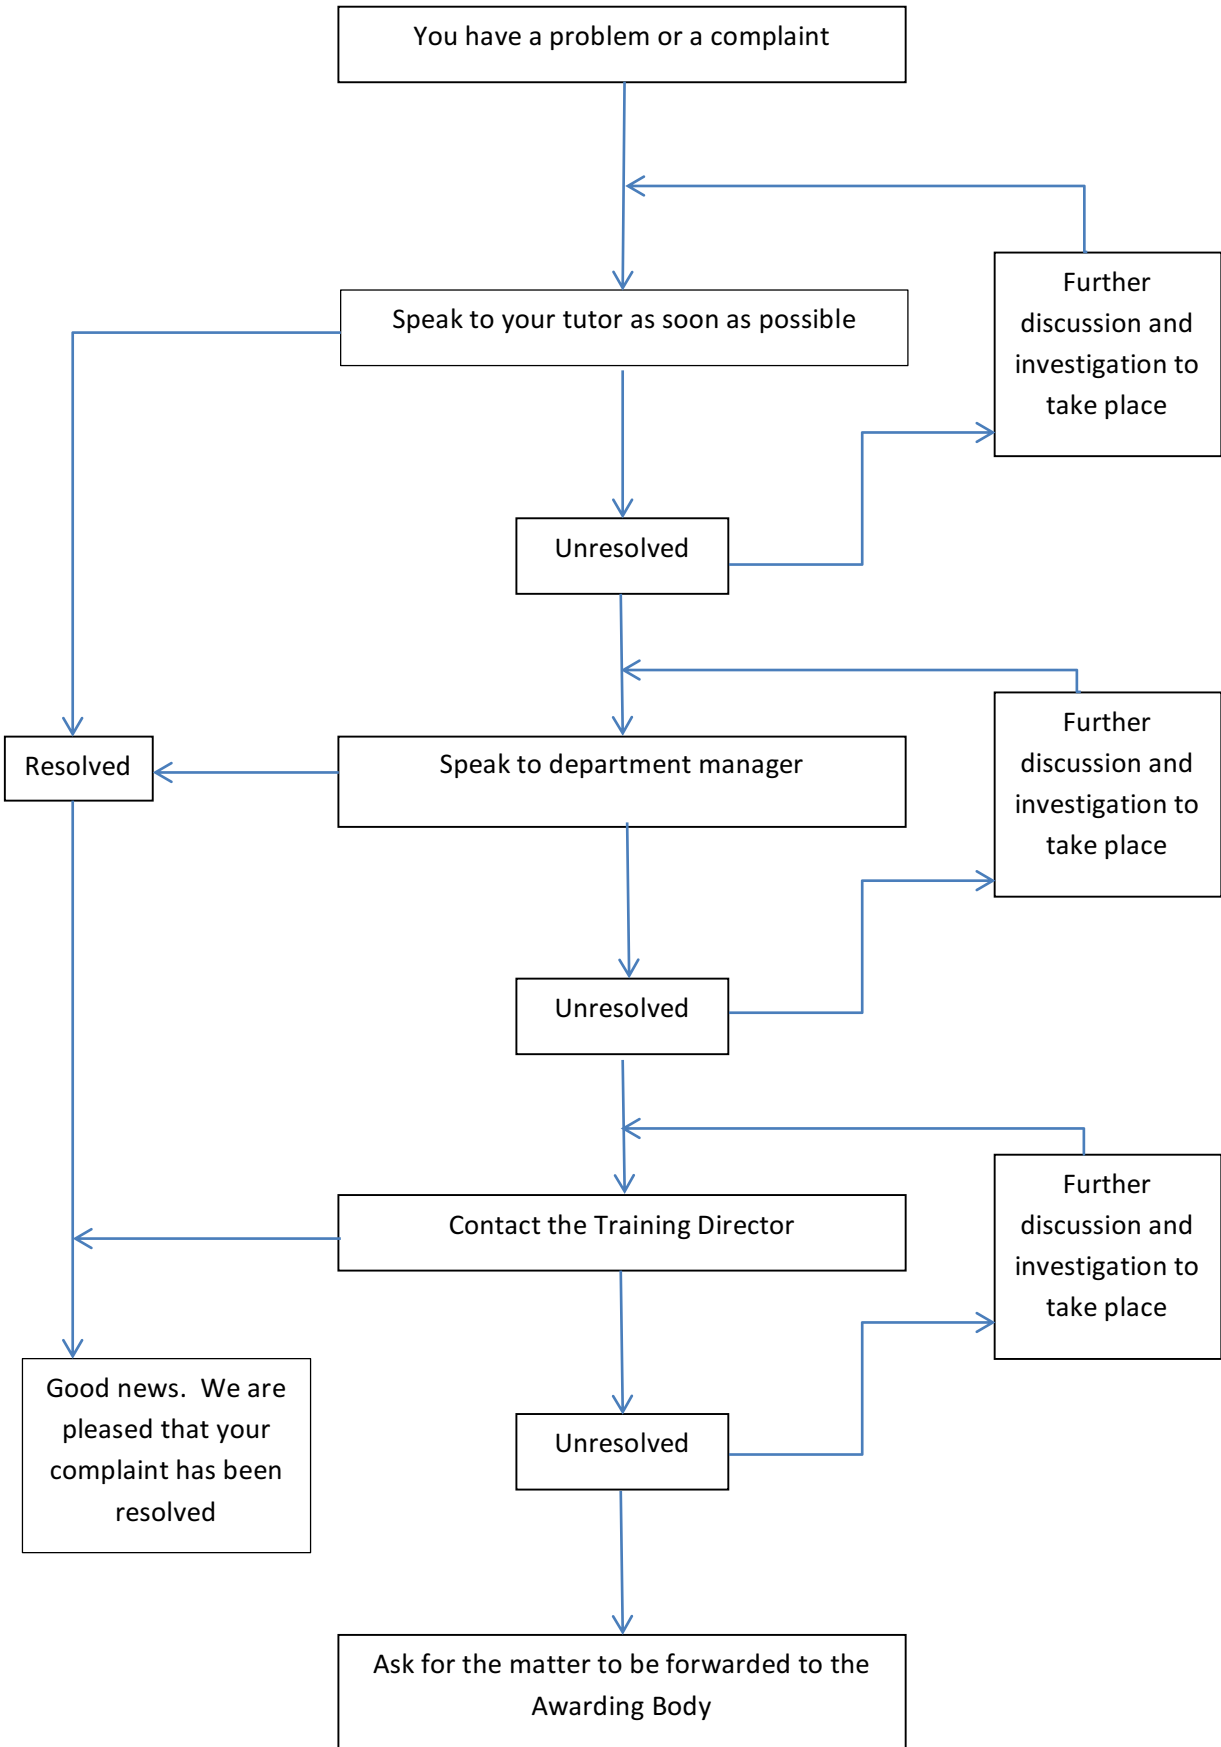 You have a problem or a complaint
Speak to your tutor as soon as possible
Further
discussion and
investigation to
take place
Unresolved
Resolved
Speak to department manager
Further
discussion and
investigation to
take place
Unresolved
Contact the Training Director
Further
discussion and
investigation to
take place
Good news.  We are
pleased that your
complaint has been
resolved
Unresolved
Ask for the matter to be forwarded to the
Awarding Body